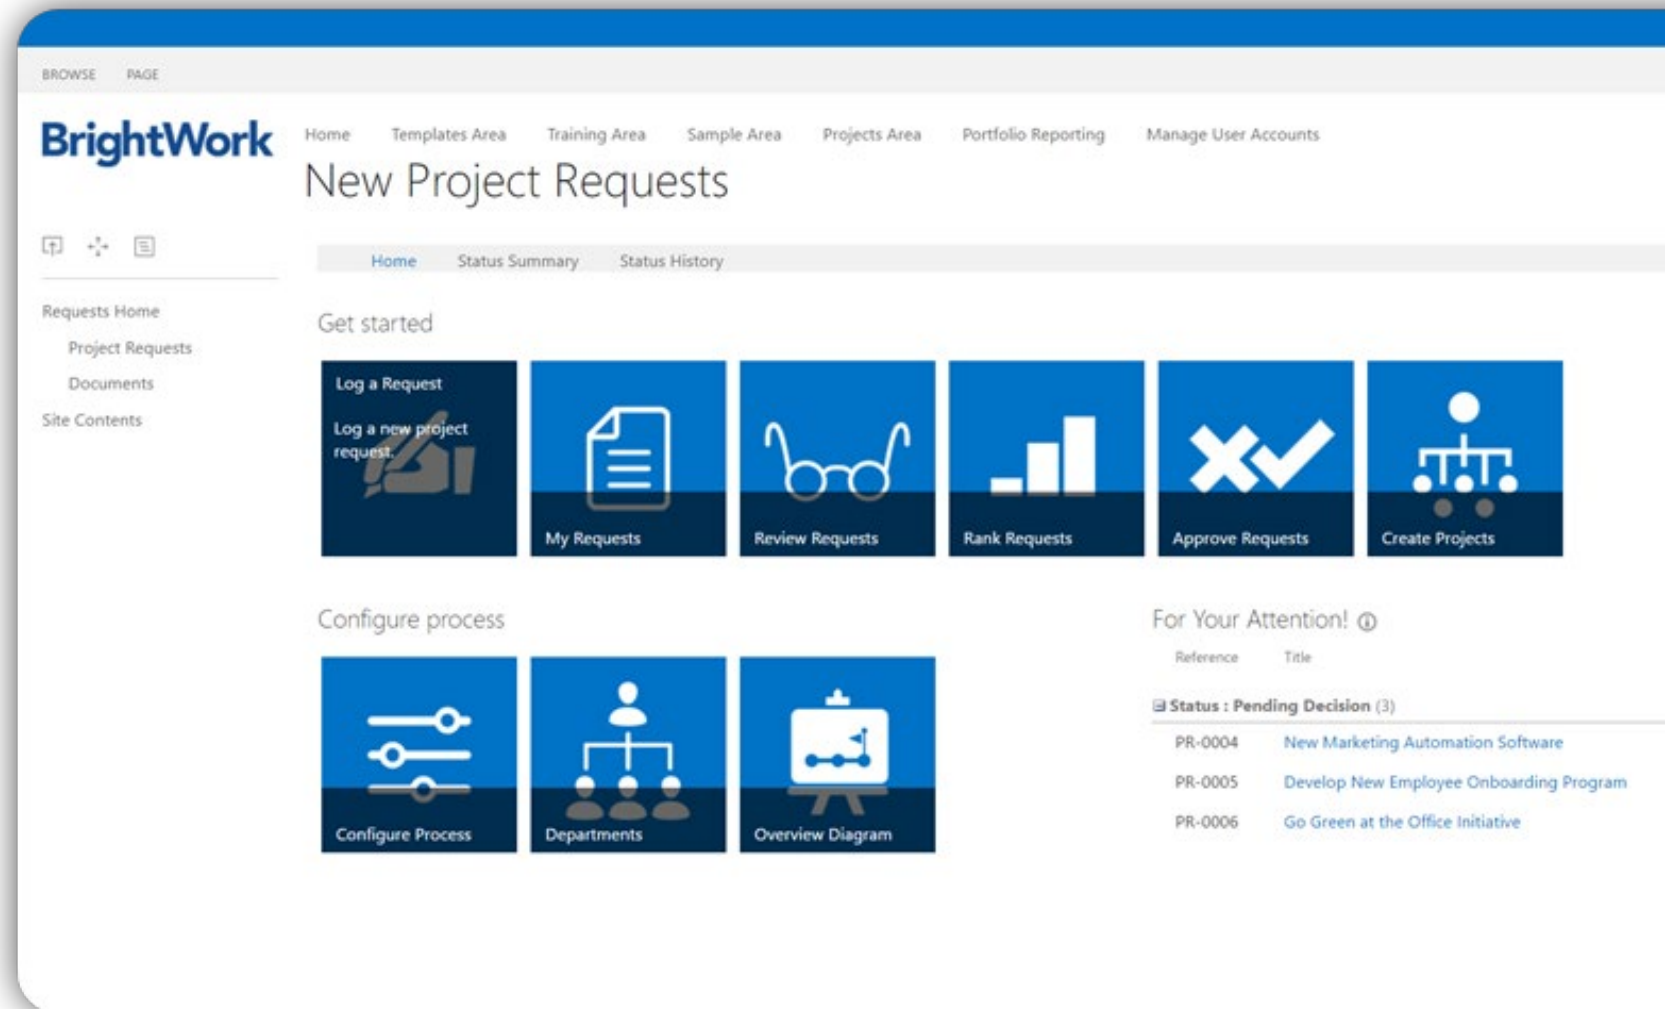 BROWSE PAGE
BrightWork
Home Templates Area Training Area Sample Area Projects Area Portfolio Reporting Manage User Accounts
New Project Requests
Home Status Summary Status History
Requests Home
Project Requests
Documents
Site Contents
Get started
Log a Request
Log a new project
request.
My Requests
Review Requests
Rank Requests
Approve Requests
Create Projects
Configure process
Configure Process
Departments
Overview Diagram
For Your Attention!
Reference Title
Status : Pending Decision (3)
PR-0004 New Marketing Automation Software
PR-0005 Develop New Employee Onboarding Program
PR-0006 Go Green at the Office Initiative